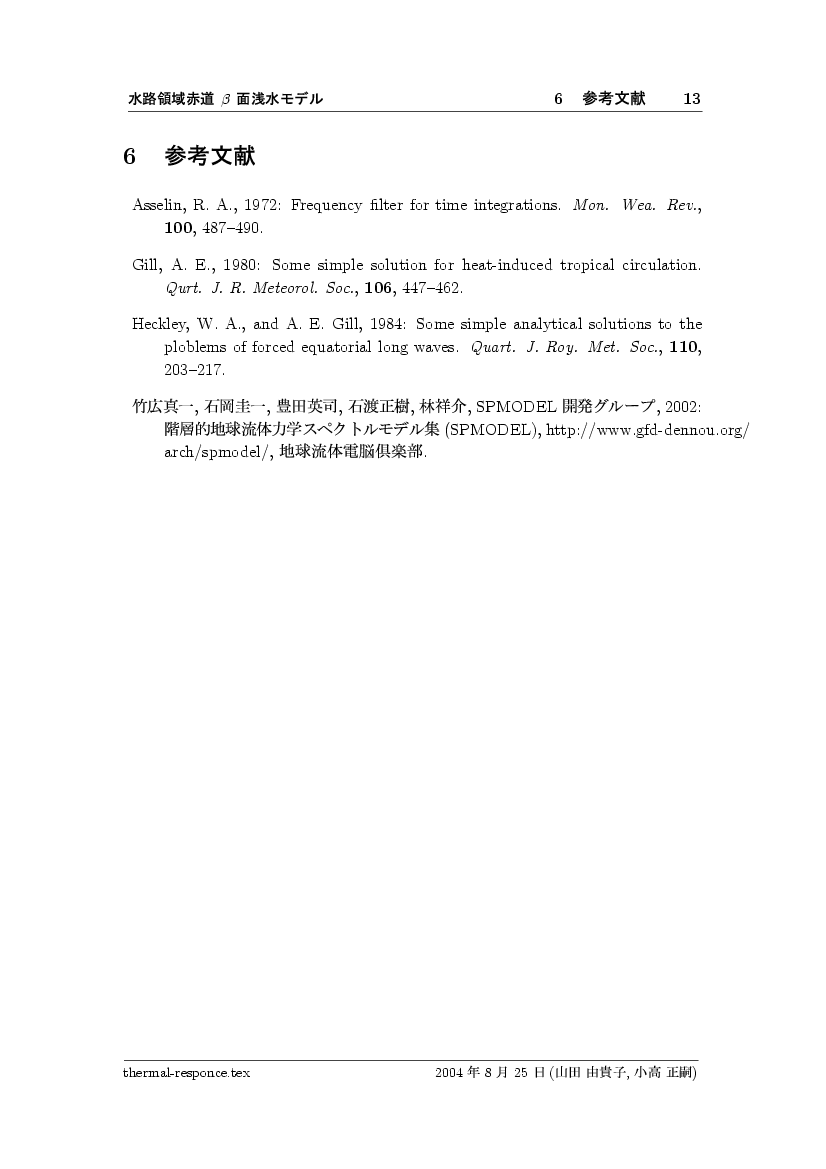 水路領域赤道 β 面浅水モデル 6 参考文献 13
6 参考文献
Asselin, R. A., 1972: Frequency filter for time integrations. Mon. Wea. Rev.,
100, 487–490.
Gill, A. E., 1980: Some simple solution for heat-induced tropical circulation.
Qurt. J. R. Meteorol. Soc., 106, 447–462.
Heckley, W. A., and A. E. Gill, 1984: Some simple analytical solutions to the
ploblems of forced equatorial long waves. Quart. J. Roy. Met. Soc., 110,
203–217.
竹広真一, 石岡圭一, 豊田英司, 石渡正樹, 林祥介, SPMODEL 開発グループ, 2002:
階層的地球流体力学スペクトルモデル集 (SPMODEL), http://www.gfd-dennou.org/
arch/spmodel/, 地球流体電脳倶楽部.
thermal-responce.tex 2004 年 8 月 25 日 (山田 由貴子, 小高 正嗣)